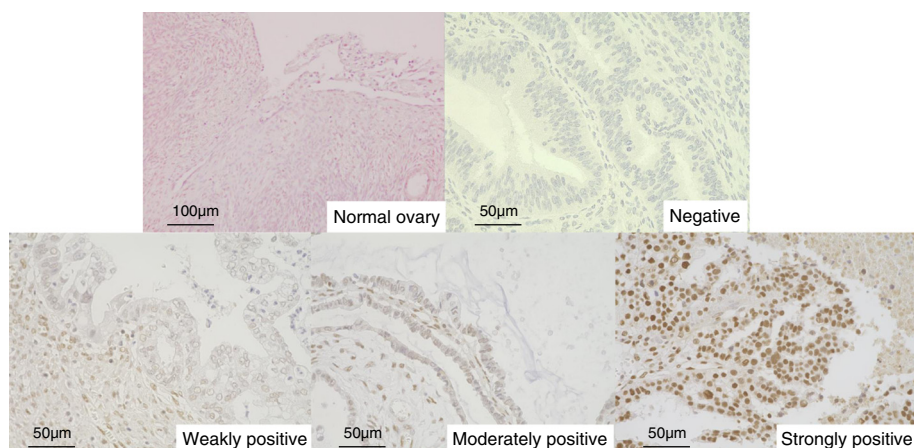 100μm
Normal ovary
50μm
Negative
50μm
Weakly positive
50μm
Moderately positive
50μm
Strongly positive